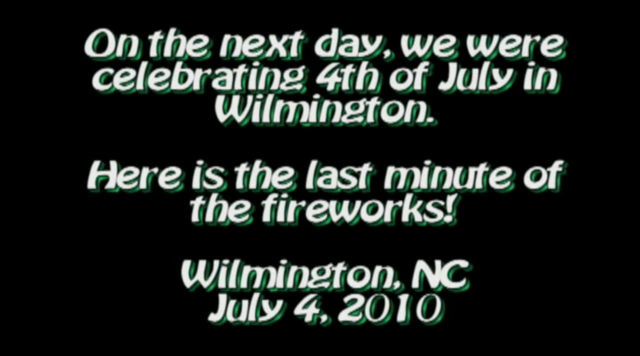 On the next day, we were
celebrating 4th of July in
Wilmington.
Here is the last minute of
the fireworks!
Wilmington, NC
July 4, 2010